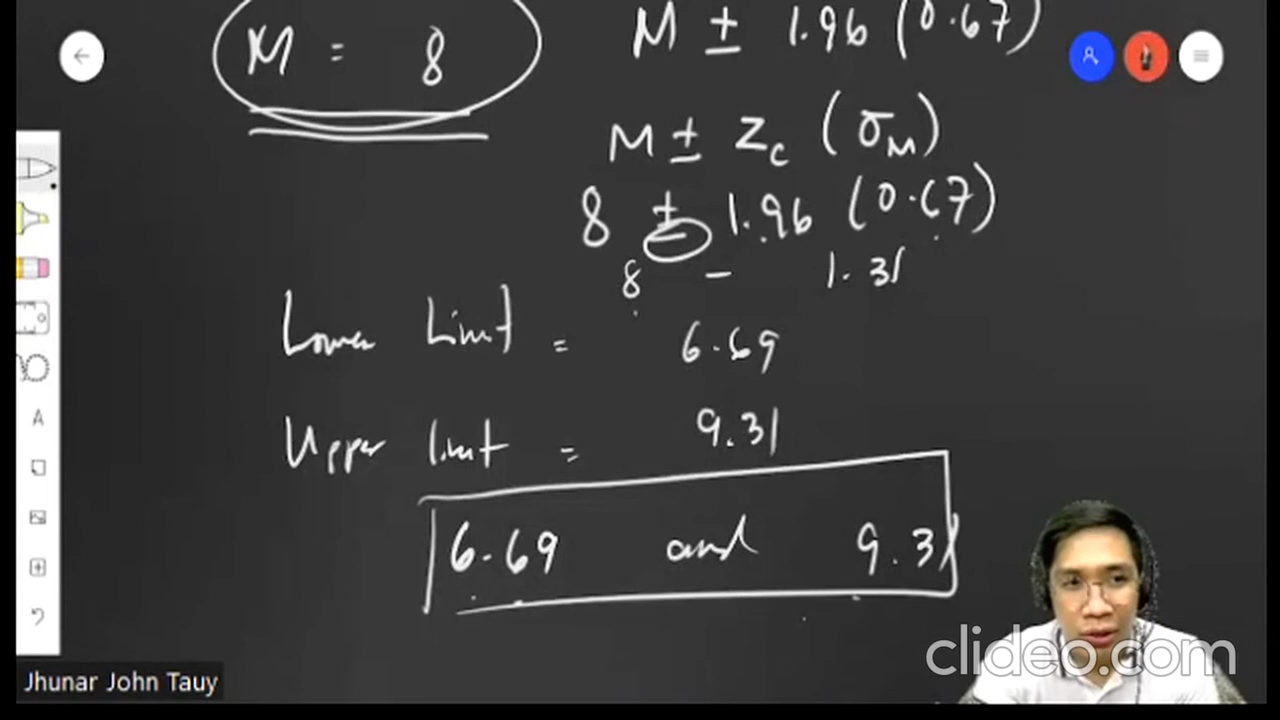 M = 8
M ± 1.96 (0.67)
M ± Zc (σM)
8 ± 1.96 (0.67)
8 - 1.31
Lower Limit = 6.69
Upper limit = 9.31
6.69 and 9.31
A
clideo.com
Jhunar John Tauy